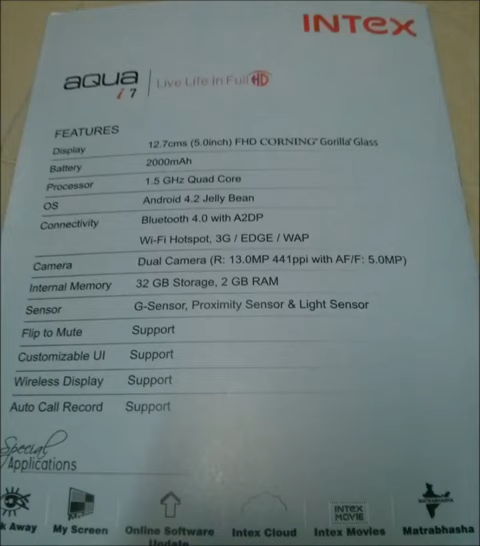 INTEX
AQUA i7 | Live Life In Full HD
FEATURES
Display 12.7cms (5.0inch) FHD CORNING® Gorilla® Glass
Battery 2000mAh
Processor 1.5 GHz Quad Core
OS Android 4.2 Jelly Bean
Connectivity Bluetooth 4.0 with A2DP
Wi-Fi Hotspot, 3G / EDGE / WAP
Camera Dual Camera (R: 13.0MP 441ppi with AF/F: 5.0MP)
Internal Memory 32 GB Storage, 2 GB RAM
Sensor G-Sensor, Proximity Sensor & Light Sensor
Flip to Mute Support
Customizable UI Support
Wireless Display Support
Auto Call Record Support
Special
Applications
INTEX
MOVIE
k Away My Screen Online Software Intex Cloud Intex Movies Matrabhasha
Update